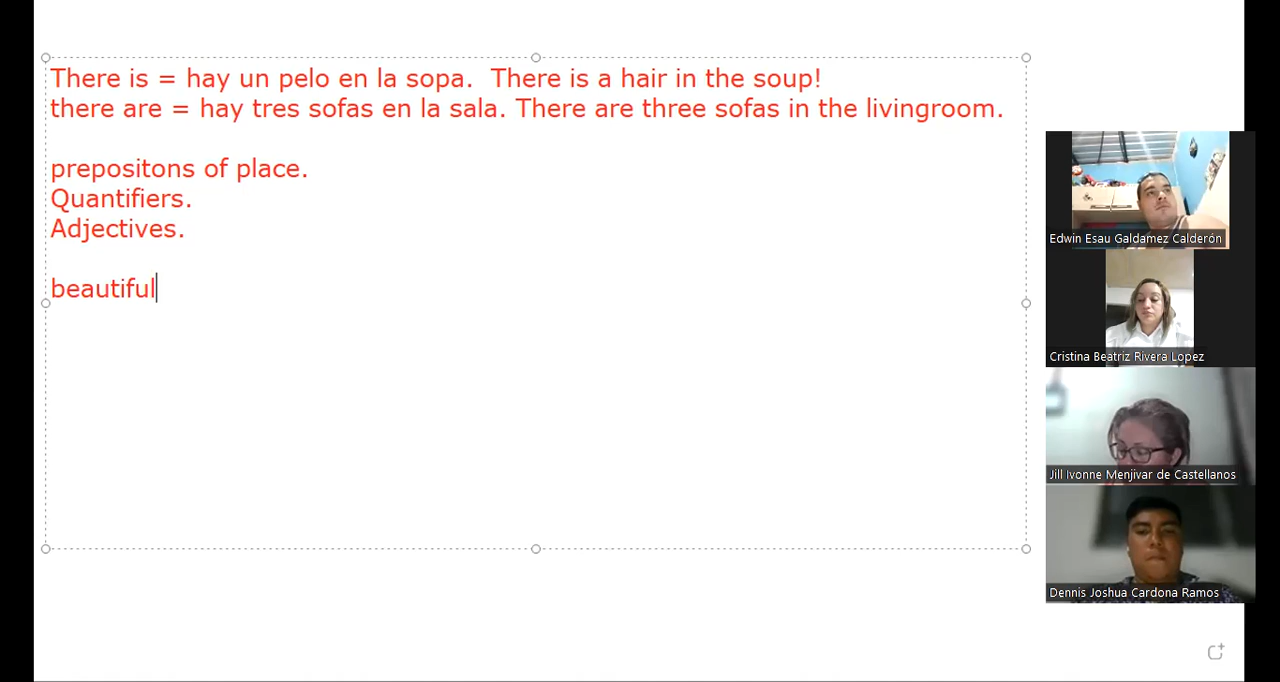 There is = hay un pelo en la sopa.  There is a hair in the soup!
there are = hay tres sofas en la sala. There are three sofas in the livingroom.
prepositons of place.
Quantifiers.
Adjectives.
beautiful
Edwin Esau Galdamez Calderón
Cristina Beatriz Rivera Lopez
Jill Ivonne Menjivar de Castellanos
Dennis Joshua Cardona Ramos